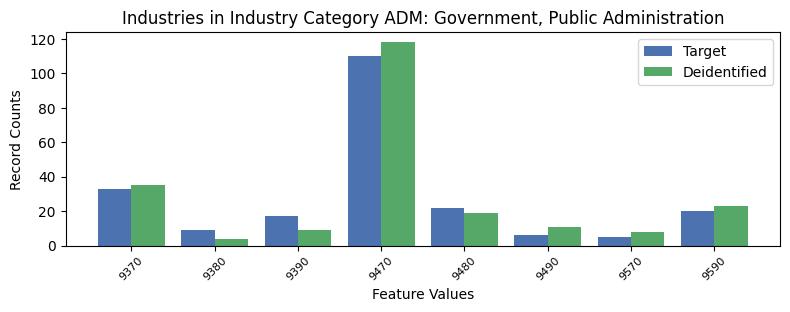 Industries in Industry Category ADM: Government, Public Administration
Target
Deidentified
Record Counts
120
100
80
60
40
20
0
9370 9380 9390 9470 9480 9490 9570 9590
Feature Values